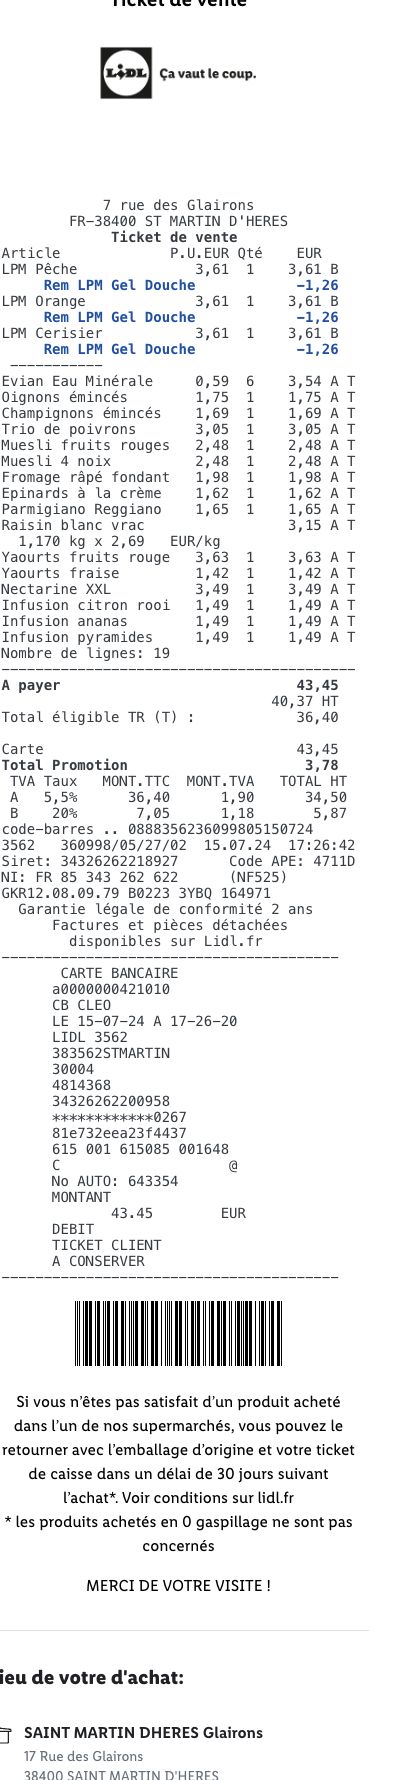 Ticket de vente
LIDL Ça vaut le coup.
7 rue des Glairons
FR-38400 ST MARTIN D'HERES
Ticket de vente
Article P.U.EUR Qté EUR
LPM Pêche 3,61 1 3,61 B
Rem LPM Gel Douche -1,26
LPM Orange 3,61 1 3,61 B
Rem LPM Gel Douche -1,26
LPM Cerisier 3,61 1 3,61 B
Rem LPM Gel Douche -1,26
-----------
Evian Eau Minérale 0,59 6 3,54 A T
Oignons émincés 1,75 1 1,75 A T
Champignons émincés 1,69 1 1,69 A T
Trio de poivrons 3,05 1 3,05 A T
Muesli fruits rouges 2,48 1 2,48 A T
Muesli 4 noix 2,48 1 2,48 A T
Fromage râpé fondant 1,98 1 1,98 A T
Epinards à la crème 1,62 1 1,62 A T
Parmigiano Reggiano 1,65 1 1,65 A T
Raisin blanc vrac 3,15 A T
1,170 kg x 2,69 EUR/kg
Yaourts fruits rouge 3,63 1 3,63 A T
Yaourts fraise 1,42 1 1,42 A T
Nectarine XXL 3,49 1 3,49 A T
Infusion citron rooi 1,49 1 1,49 A T
Infusion ananas 1,49 1 1,49 A T
Infusion pyramides 1,49 1 1,49 A T
Nombre de lignes: 19
------------------------------------------
A payer 43,45
40,37 HT
Total éligible TR (T) : 36,40
Carte 43,45
Total Promotion 3,78
TVA Taux MONT.TTC MONT.TVA TOTAL HT
A 5,5% 36,40 1,90 34,50
B 20% 7,05 1,18 5,87
code-barres .. 0888356236099805150724
3562 360998/05/27/02 15.07.24 17:26:42
Siret: 34326262218927 Code APE: 4711D
NI: FR 85 343 262 622 (NF525)
GKR12.08.09.79 B0223 3YBQ 164971
Garantie légale de conformité 2 ans
Factures et pièces détachées
disponibles sur Lidl.fr
----------------------------------------
CARTE BANCAIRE
a0000000421010
CB CLEO
LE 15-07-24 A 17-26-20
LIDL 3562
383562STMARTIN
30004
4814368
34326262200958
************0267
81e732eea23f4437
615 001 615085 001648
C @
No AUTO: 643354
MONTANT
43.45 EUR
DEBIT
TICKET CLIENT
A CONSERVER
----------------------------------------
Si vous n'êtes pas satisfait d'un produit acheté
dans l'un de nos supermarchés, vous pouvez le
retourner avec l'emballage d'origine et votre ticket
de caisse dans un délai de 30 jours suivant
l'achat*. Voir conditions sur lidl.fr
* les produits achetés en 0 gaspillage ne sont pas
concernés
MERCI DE VOTRE VISITE !
ieu de votre d'achat:
SAINT MARTIN DHERES Glairons
17 Rue des Glairons
38400 SAINT MARTIN D'HERES